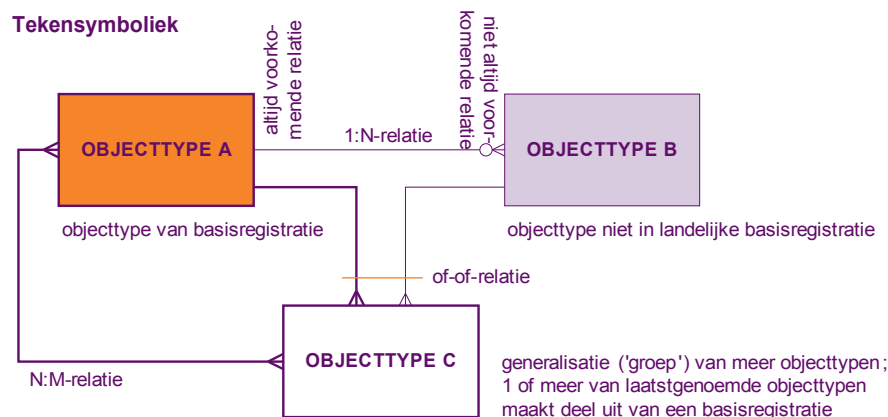 Tekensymboliek
altijd voorko-
mende relatie
niet altijd voor-
komende relatie
OBJECTTYPE A
1:N-relatie
OBJECTTYPE B
objecttype van basisregistratie
objecttype niet in landelijke basisregistratie
of-of-relatie
OBJECTTYPE C
N:M-relatie
generalisatie ('groep') van meer objecttypen;
1 of meer van laatstgenoemde objecttypen
maakt deel uit van een basisregistratie